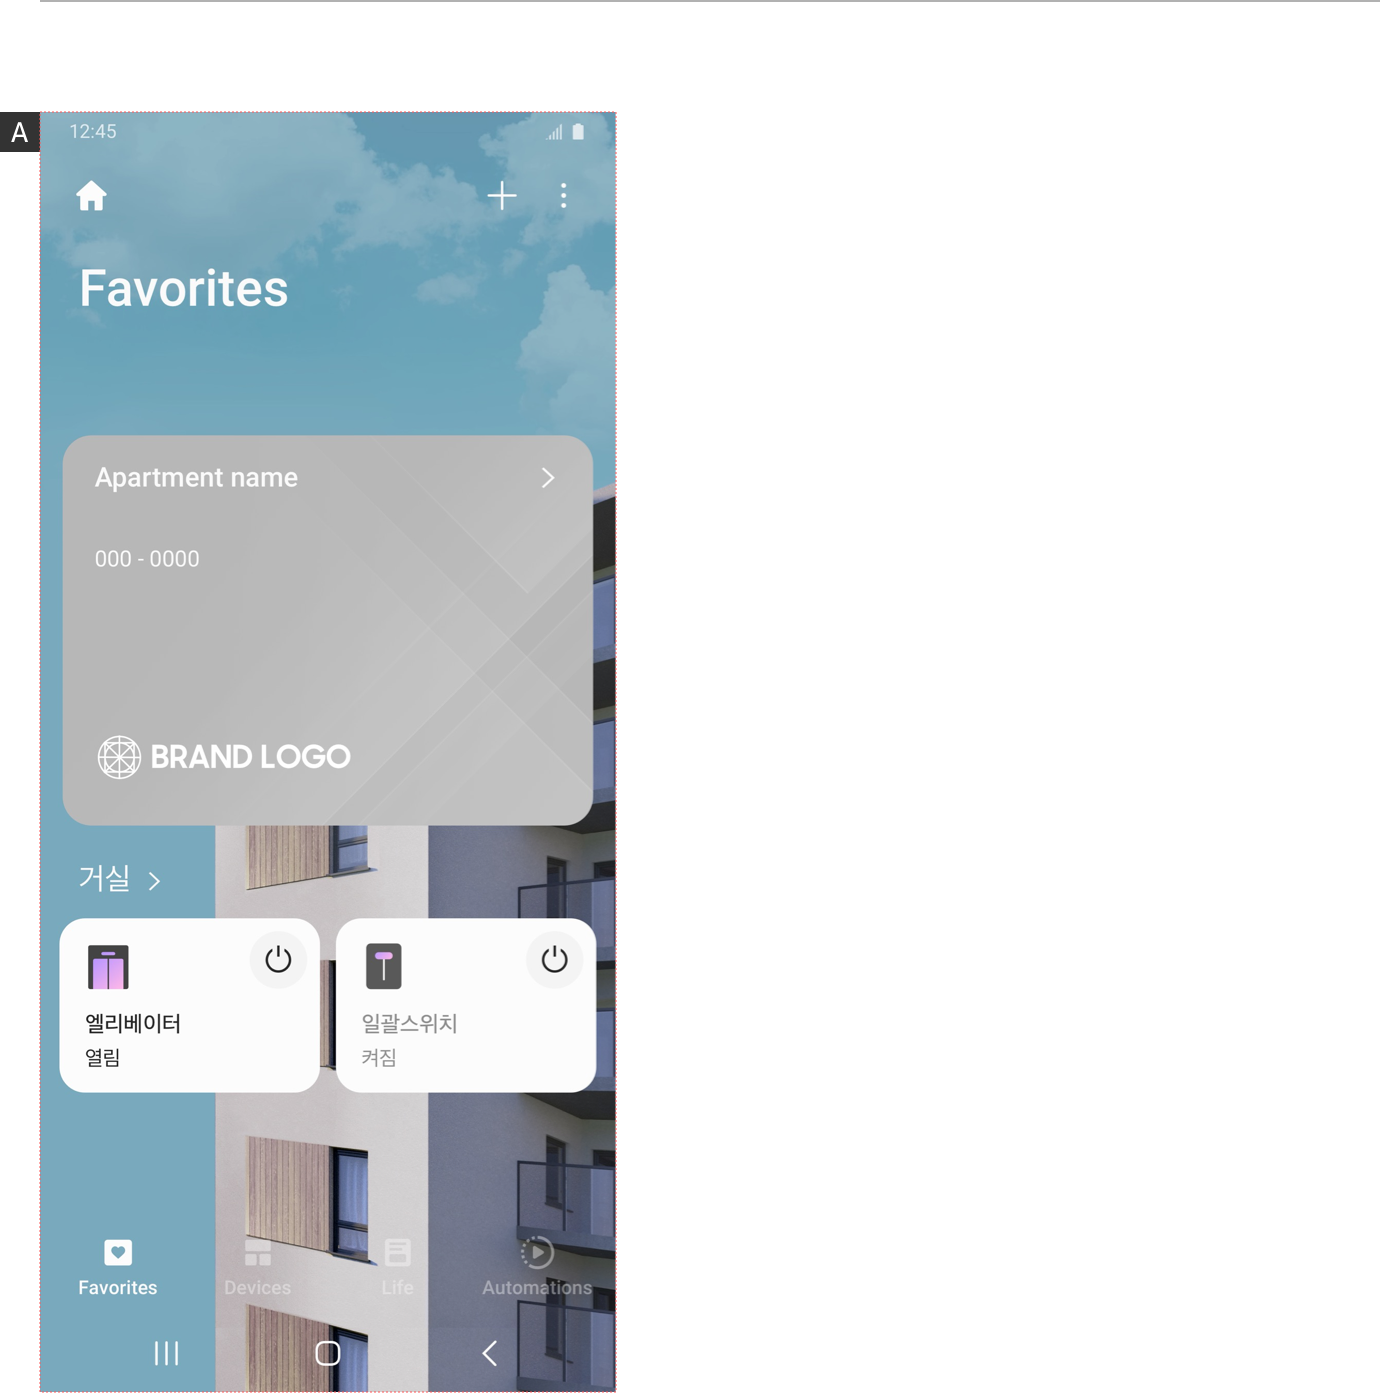 A
12:45
Favorites
Apartment name
000 - 0000
BRAND LOGO
거실
엘리베이터
열림
일괄스위치
켜짐
Favorites
Devices
Life
Automations